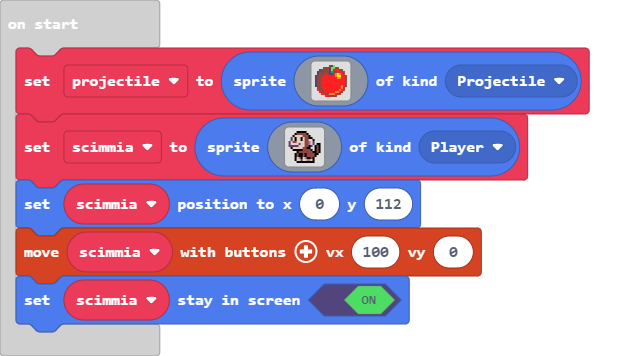 on start
set projectile to sprite of kind Projectile
set scimmia to sprite of kind Player
set scimmia position to x 0 y 112
move scimmia with buttons vx 100 vy 0
set scimmia stay in screen ON